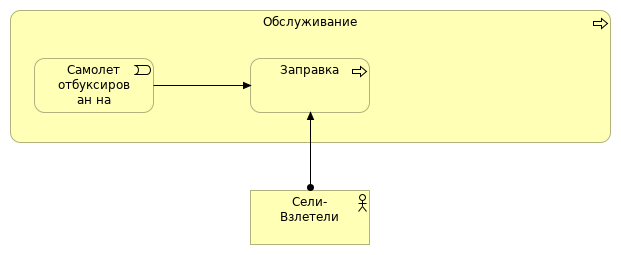 Обслуживание
Самолет
отбуксиров
ан на
Заправка
Сели-
Взлетели